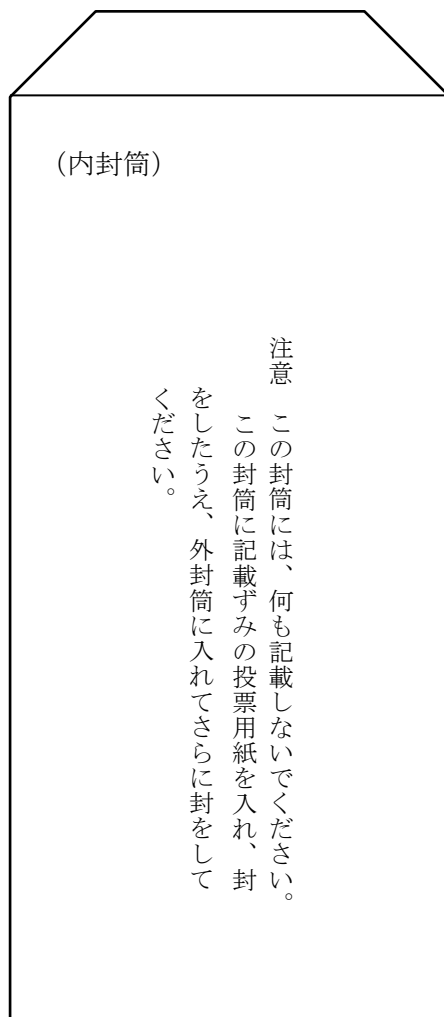 （内封筒）
注意　この封筒には、何も記載しないでください。
この封筒に記載ずみの投票用紙を入れ、封
をしたうえ、外封筒に入れてさらに封をして
ください。